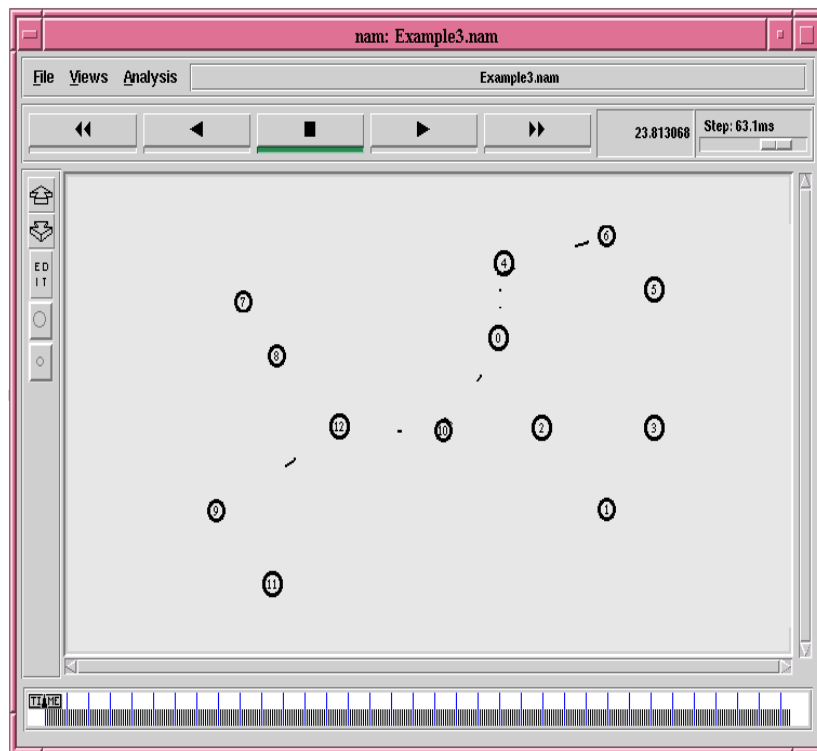 nam: Example3.nam
File Views Analysis Example3.nam
23.813068 Step: 63.1ms
ED
IT
6
4
5
7
0
8
12 10 2 3
9 1
11
TIME